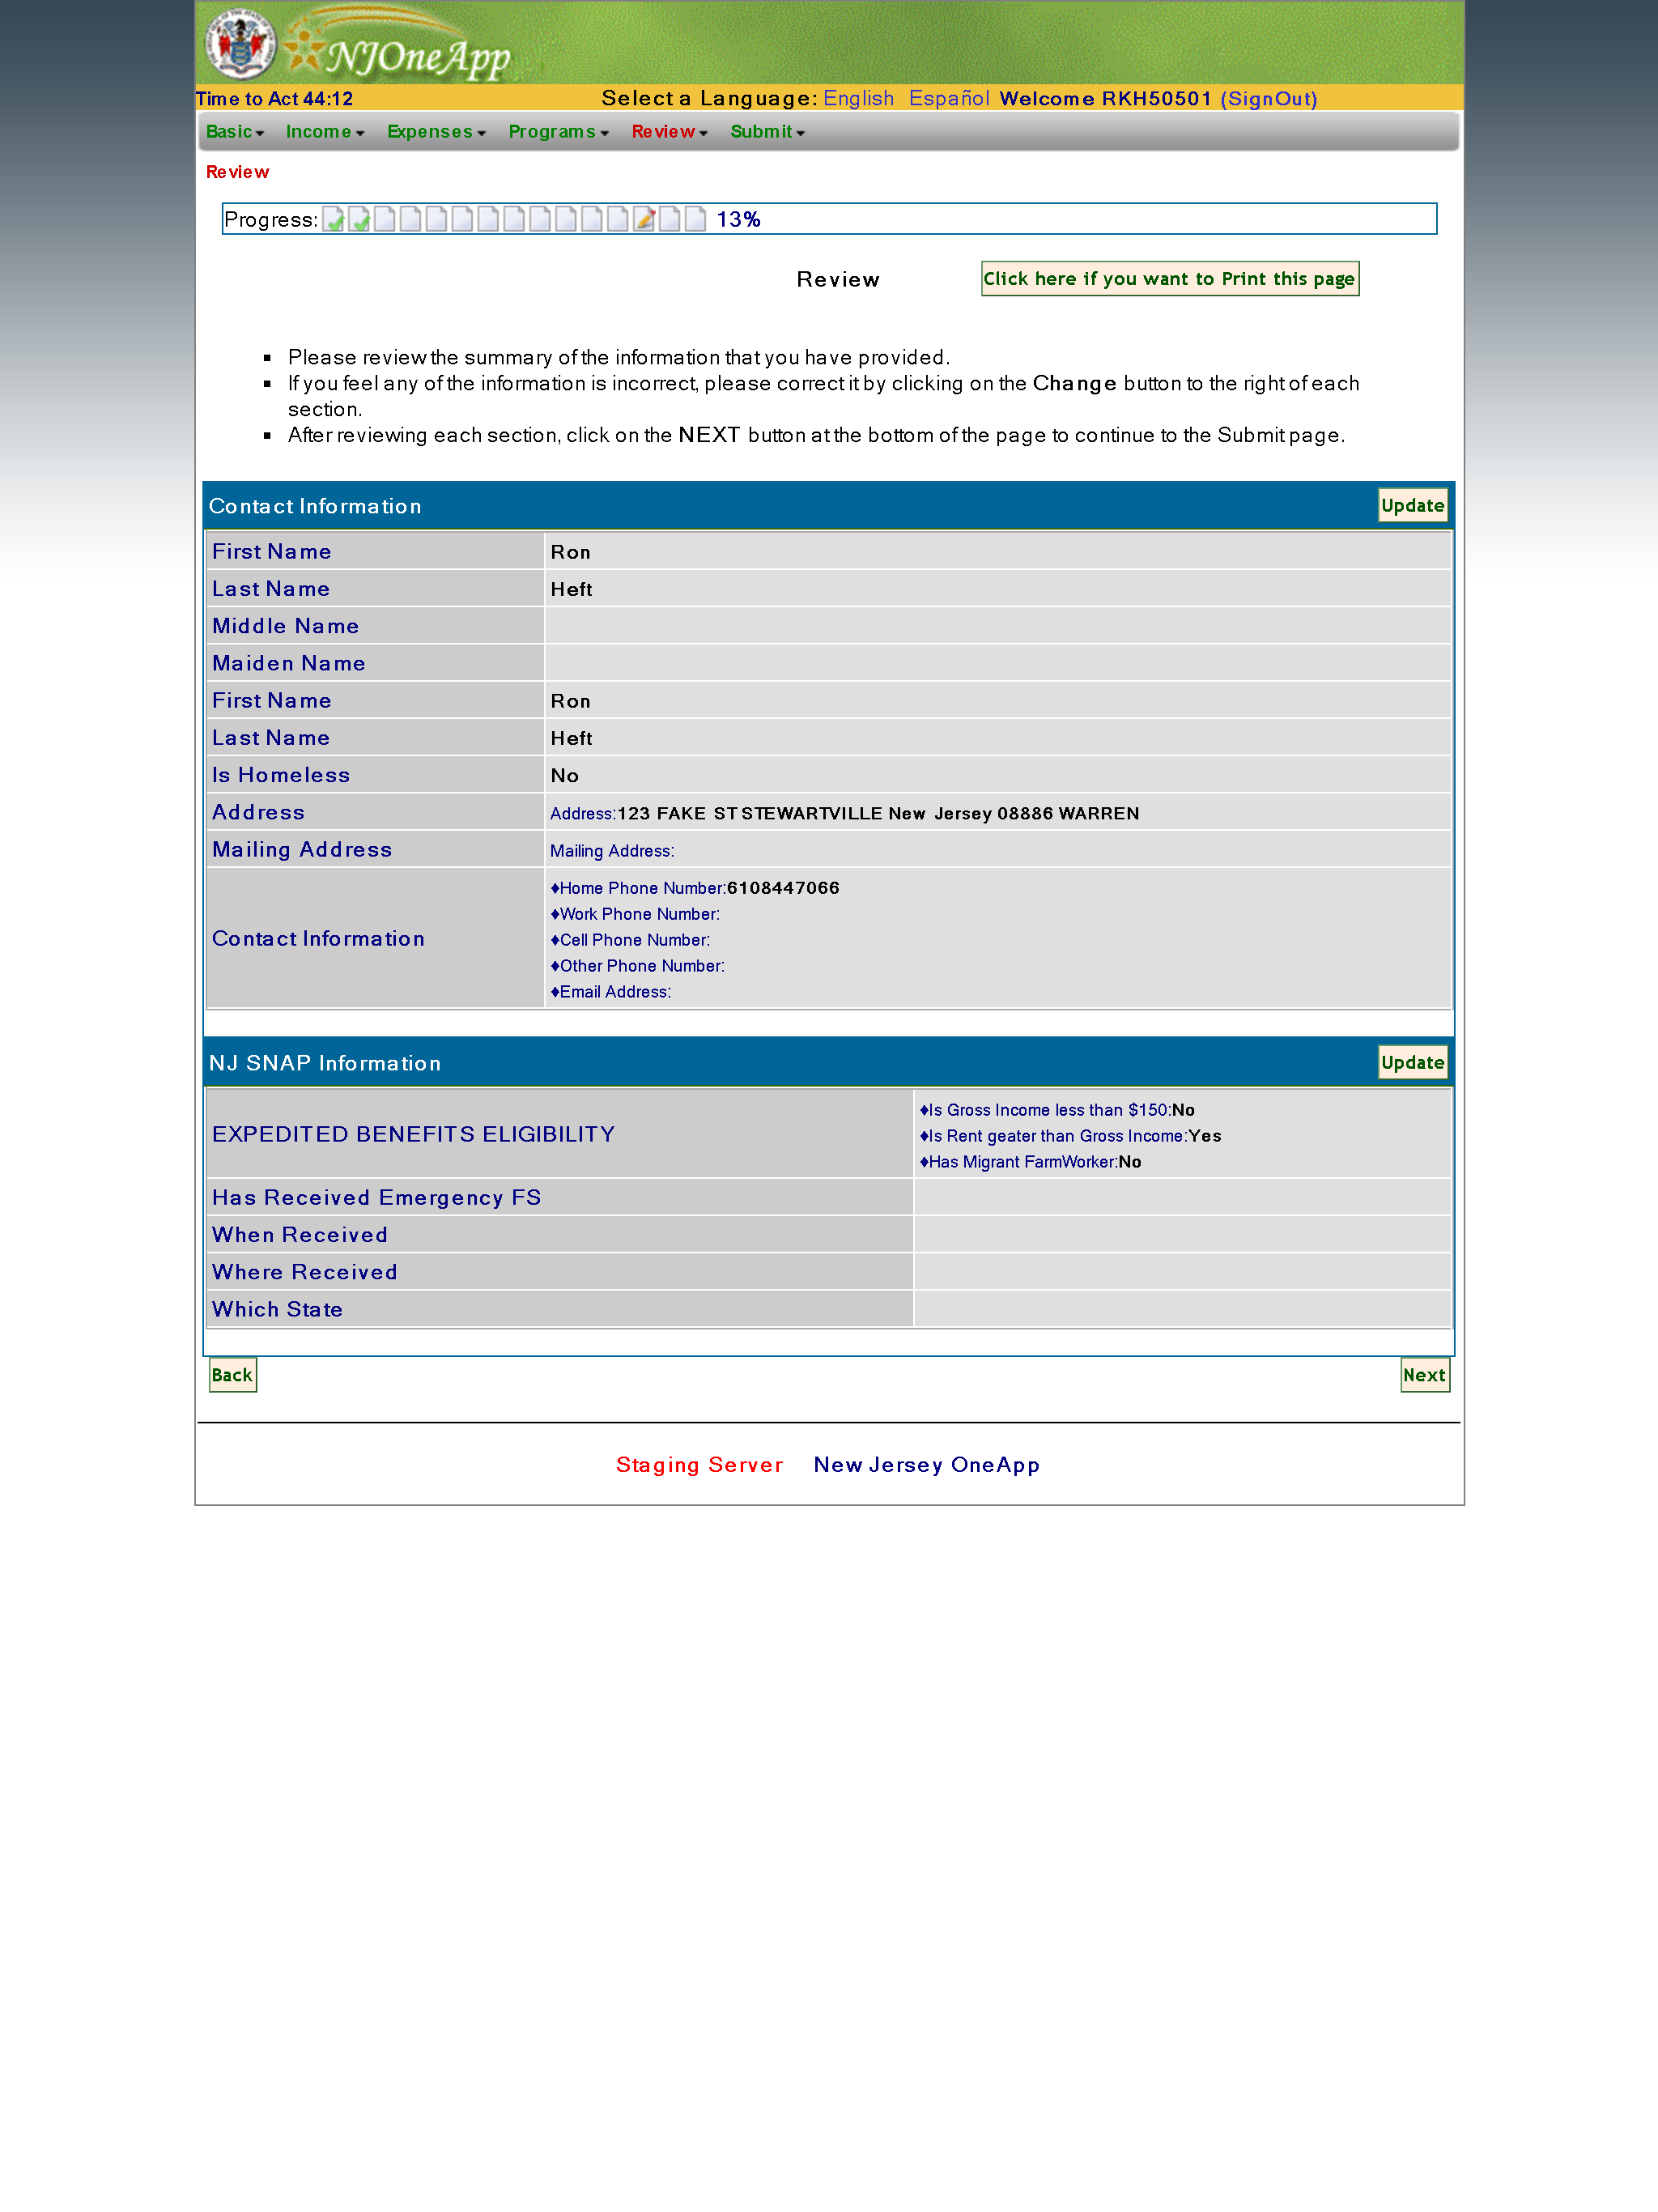 NJOneApp
Time to Act 44:12 Select a Language: English Español Welcome RKH50501 (SignOut)
Basic Income Expenses Programs Review Submit
Review
Progress: 13%
Review Click here if you want to Print this page
Please review the summary of the information that you have provided.
If you feel any of the information is incorrect, please correct it by clicking on the Change button to the right of each
section.
After reviewing each section, click on the NEXT button at the bottom of the page to continue to the Submit page.
Contact Information Update
First Name Ron
Last Name Heft
Middle Name
Maiden Name
First Name Ron
Last Name Heft
Is Homeless No
Address Address:123 FAKE ST STEWARTVILLE New Jersey 08886 WARREN
Mailing Address Mailing Address:
Contact Information
♦Home Phone Number:6108447066
♦Work Phone Number:
♦Cell Phone Number:
♦Other Phone Number:
♦Email Address:
NJ SNAP Information Update
EXPEDITED BENEFITS ELIGIBILITY
♦Is Gross Income less than $150:No
♦Is Rent geater than Gross Income:Yes
♦Has Migrant FarmWorker:No
Has Received Emergency FS
When Received
Where Received
Which State
Back Next
Staging Server New Jersey OneApp